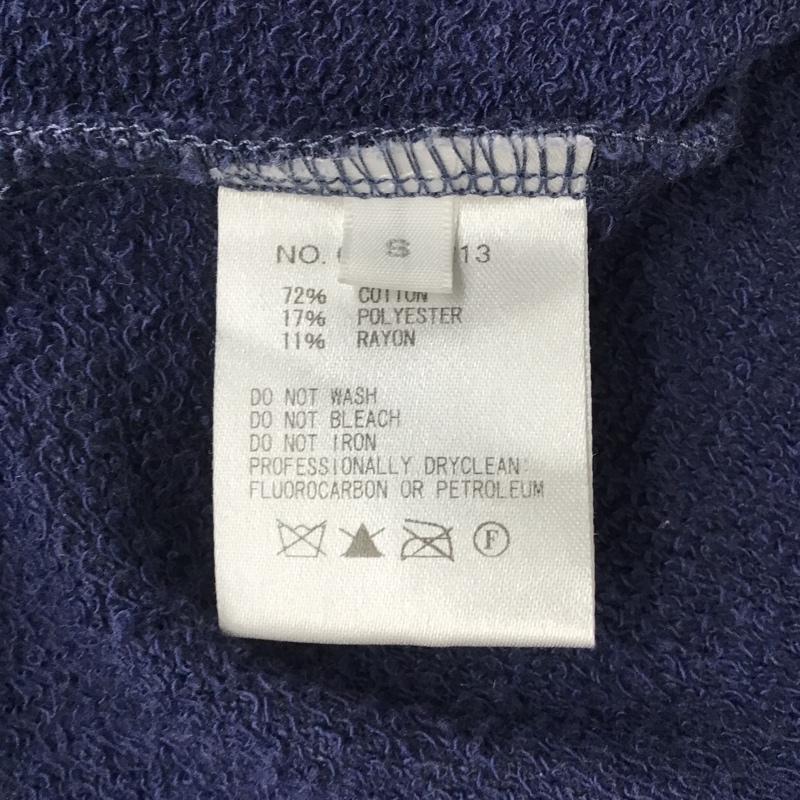 S
NO. 13
72% COTTON
17% POLYESTER
11% RAYON
DO NOT WASH
DO NOT BLEACH
DO NOT IRON
PROFESSIONALLY DRYCLEAN
FLUOROCARBON OR PETROLEUM
F